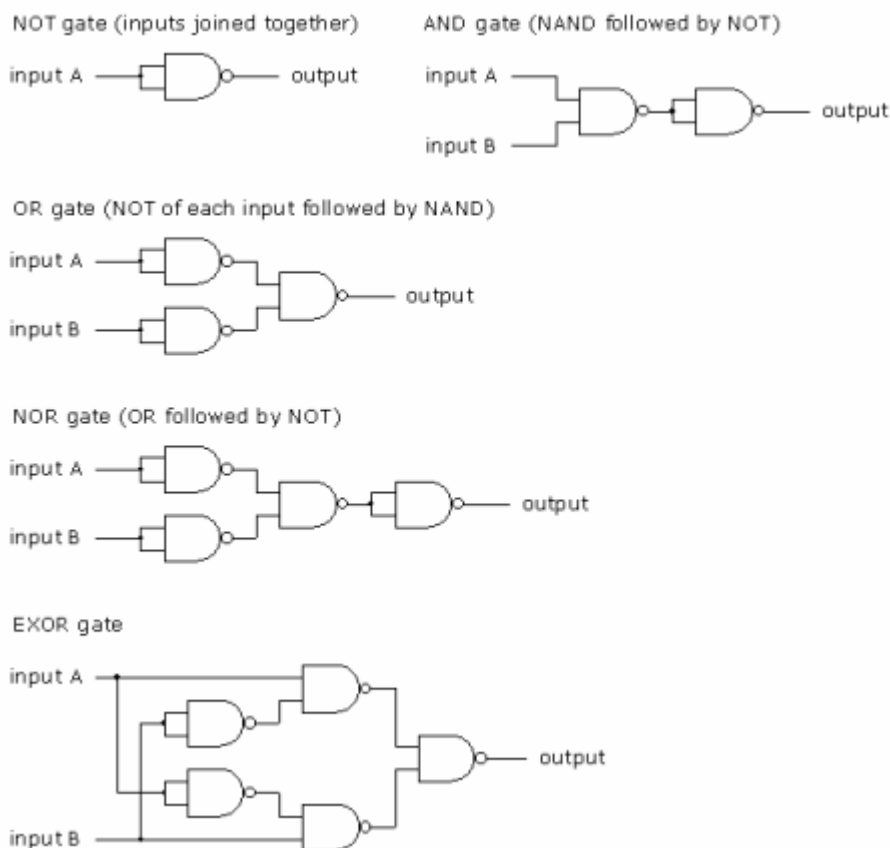 NOT gate (inputs joined together)
input A
output
AND gate (NAND followed by NOT)
input A
input B
output
OR gate (NOT of each input followed by NAND)
input A
input B
output
NOR gate (OR followed by NOT)
input A
input B
output
EXOR gate
input A
input B
output